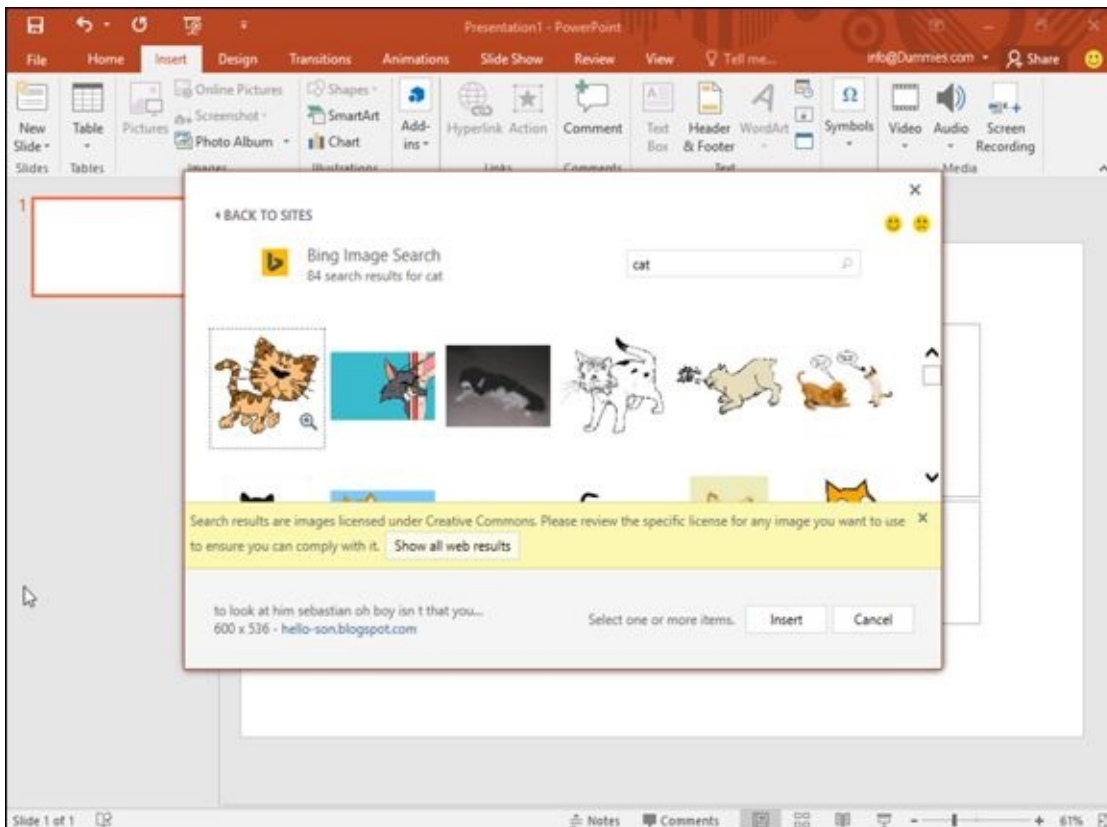 Presentation1 - PowerPoint
File Home Insert Design Transitions Animations Slide Show Review View Tell me... info@Dummies.com Share
New Slide
Table
Pictures
Online Pictures
Screenshot
Photo Album
Shapes
SmartArt
Chart
Add-ins
Hyperlink
Action
Comment
Text Box
Header & Footer
WordArt
Symbols
Video
Audio
Screen Recording
Slides Tables Images Illustrations Links Comments Text Media
1
BACK TO SITES
Bing Image Search
84 search results for cat
cat
Search results are images licensed under Creative Commons. Please review the specific license for any image you want to use
to ensure you can comply with it. Show all web results
to look at him sebastian oh boy isn t that you...
600 x 536 - hello-son.blogspot.com
Select one or more items. Insert Cancel
Slide 1 of 1 Notes Comments 61%